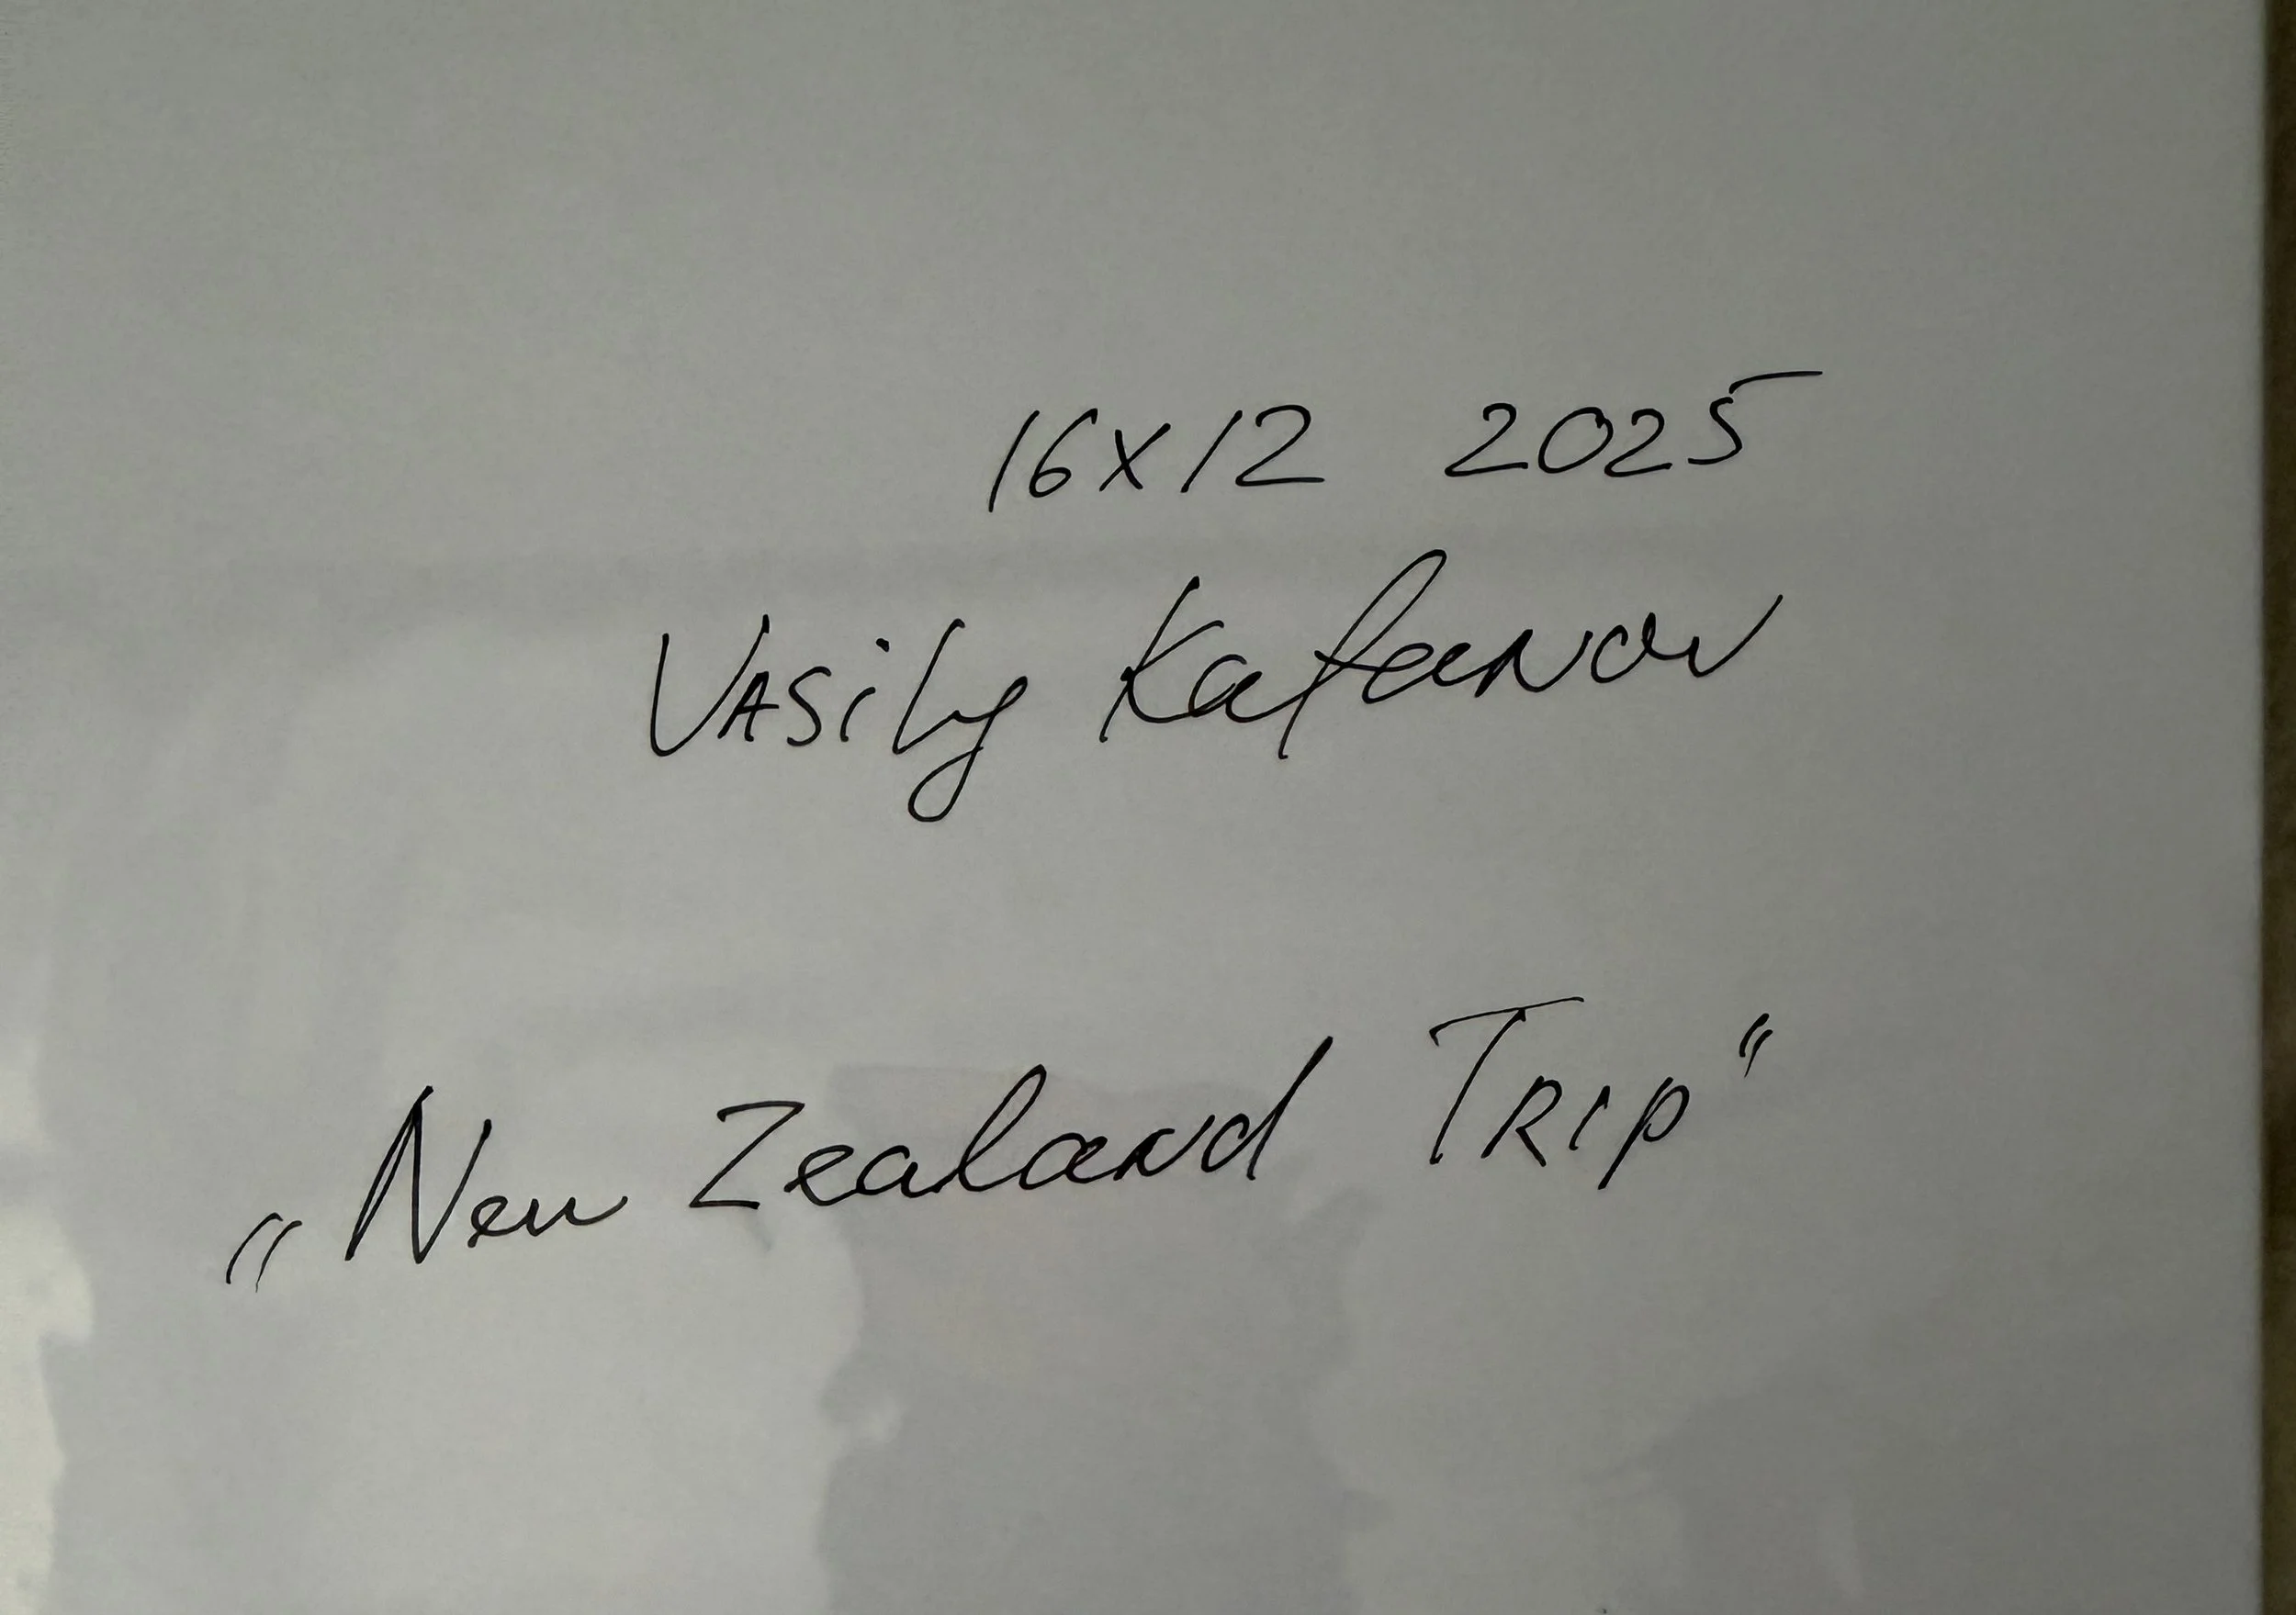 16x12 2025
Vasily Kafanov
„New Zealand Trip“